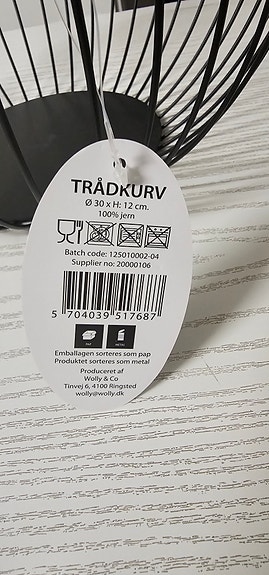 TRÅDKURV
Ø 30 x H: 12 cm.
100% jern
Batch code: 125010002-04
Supplier no: 20000106
5 704039 517687
PAP METAL
Emballagen sorteres som pap
Produktet sorteres som metal
Produceret af
Wolly & Co
Tinvej 6, 4100 Ringsted
wolly@wolly.dk